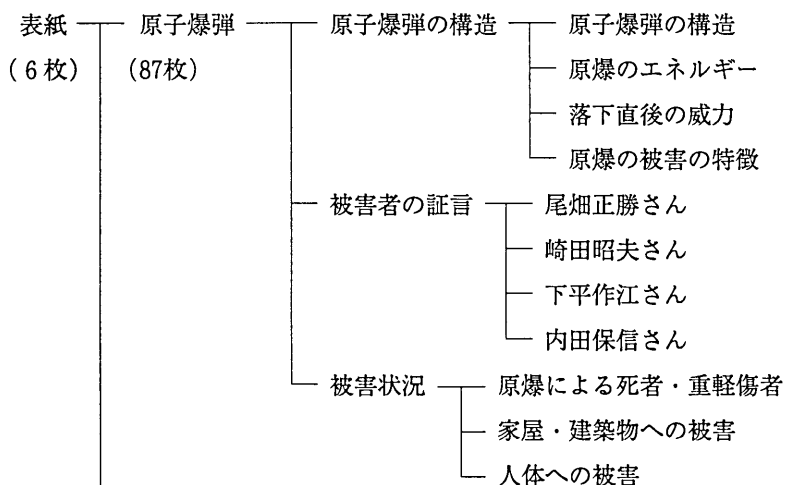 表紙 原子爆弾 原子爆弾の構造 原子爆弾の構造
(6枚) (87枚) 原爆のエネルギー
落下直後の威力
原爆の被害の特徴
被害者の証言 尾畑正勝さん
崎田昭夫さん
下平作江さん
内田保信さん
被害状況 原爆による死者・重軽傷者
家屋・建築物への被害
人体への被害